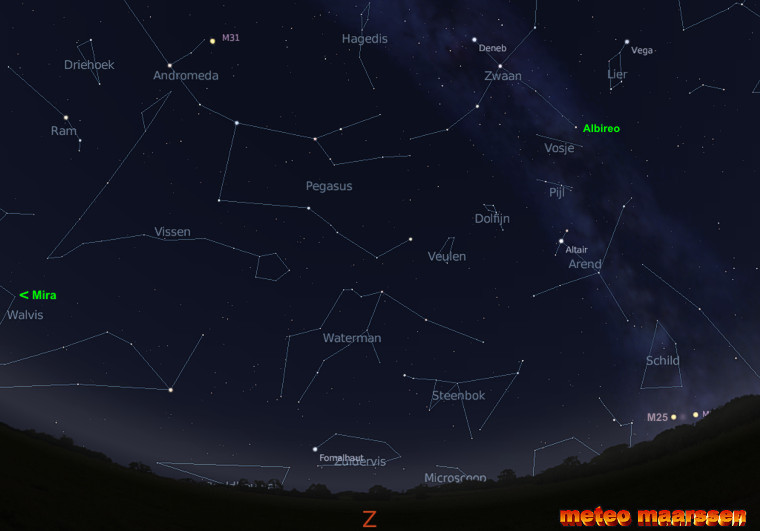 M31
Hagedis
Deneb
Vega
Driehoek
Andromeda
Zwaan
Lier
Ram
Albireo
Vosje
Pegasus
Pijl
Dolfijn
Vissen
Veulen
Altair
Arend
< Mira
Walvis
Waterman
Schild
Steenbok
M25
Fomalhaut
Zuidervis
Microscoop
Z
meteo maarssen